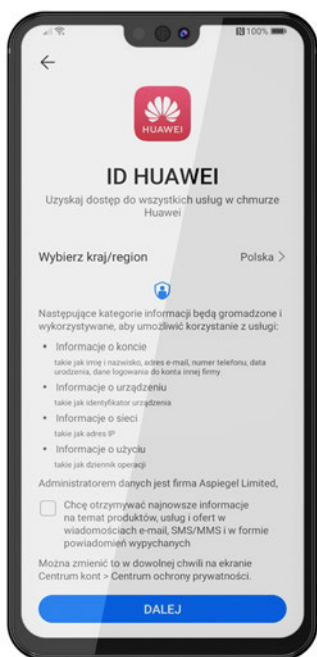 100%
HUAWEI
ID HUAWEI
Uzyskaj dostęp do wszystkich usług w chmurze
Huawei
Wybierz kraj/region Polska
Następujące kategorie informacji będą gromadzone i
wykorzystywane, aby umożliwić korzystanie z usługi:
• Informacje o koncie
takie jak imię i nazwisko, adres e-mail, numer telefonu, data
urodzenia, dane logowania do konta innej firmy
• Informacje o urządzeniu
takie jak identyfikator urządzenia
• Informacje o sieci
takie jak adres IP
• Informacje o użyciu
takie jak dziennik operacji
Administratorem danych jest firma Aspiegel Limited,
Chcę otrzymywać najnowsze informacje
na temat produktów, usług i ofert w
wiadomościach e-mail, SMS/MMS i w formie
powiadomień wypychanych
Można zmienić to w dowolnej chwili na ekranie
Centrum kont > Centrum ochrony prywatności.
DALEJ